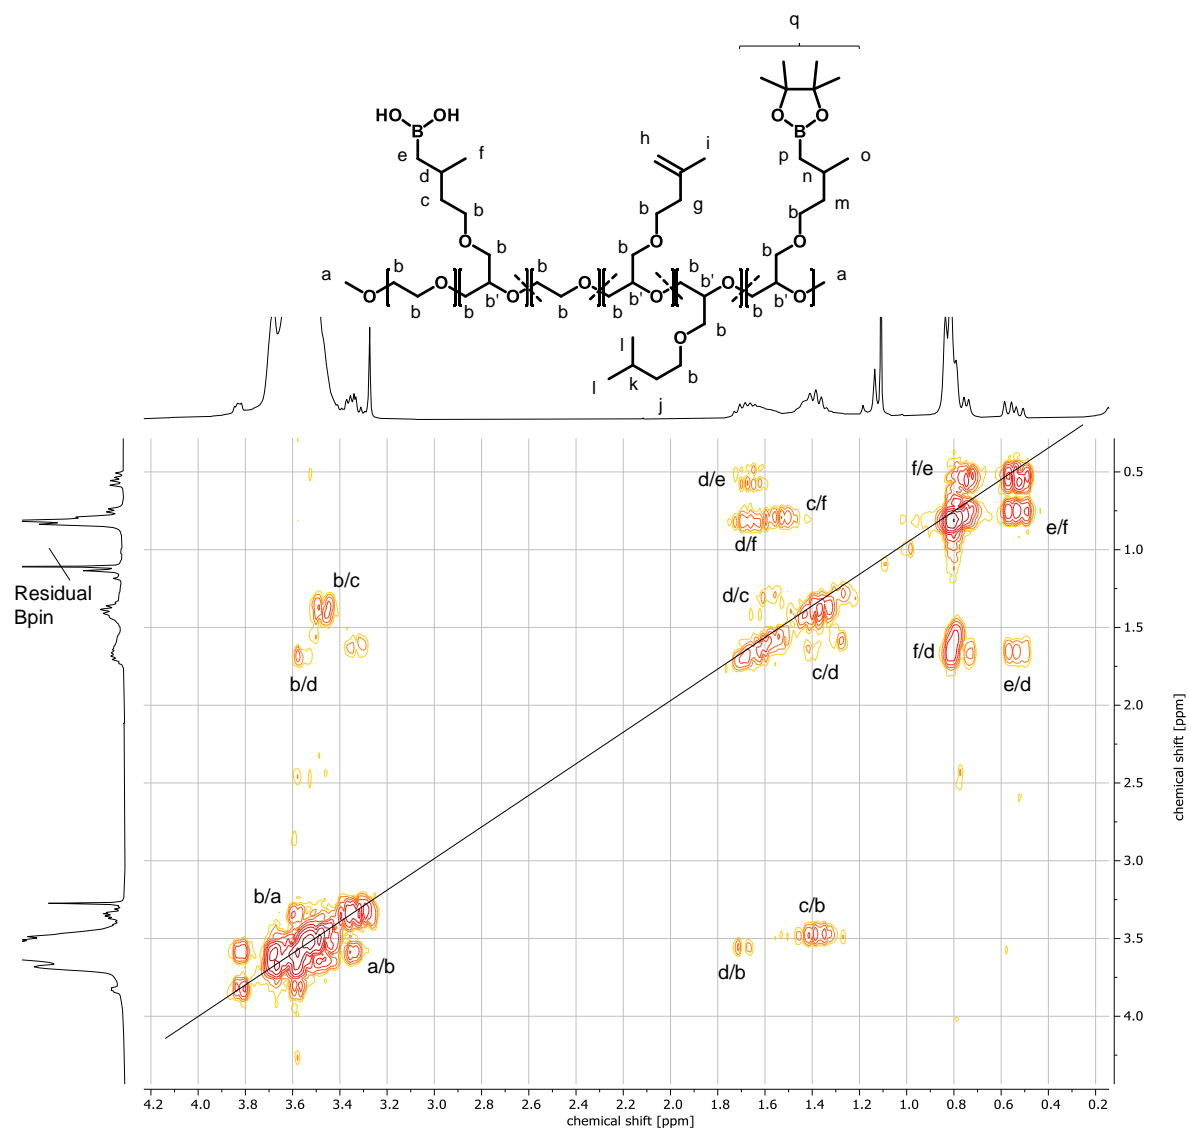 q
HO
OH
B
O
O
B
e
f
d
c
b
O
b
h
i
g
b
O
b
p
o
n
m
b
O
b
a
O
b
b
O
b
b'
O
b
b
O
b
b'
O
b
b'
O
b
b'
O
a
b
O
b
l
l
k
j
d/e
c/f
d/f
f/e
e/f
b/c
d/c
b/d
c/d
f/d
e/d
Residual
Bpin
b/a
a/b
c/b
d/b
0.5
1.0
1.5
2.0
2.5
3.0
3.5
4.0
chemical shift [ppm]
4.2 4.0 3.8 3.6 3.4 3.2 3.0 2.8 2.6 2.4 2.2 2.0 1.8 1.6 1.4 1.2 1.0 0.8 0.6 0.4 0.2
chemical shift [ppm]